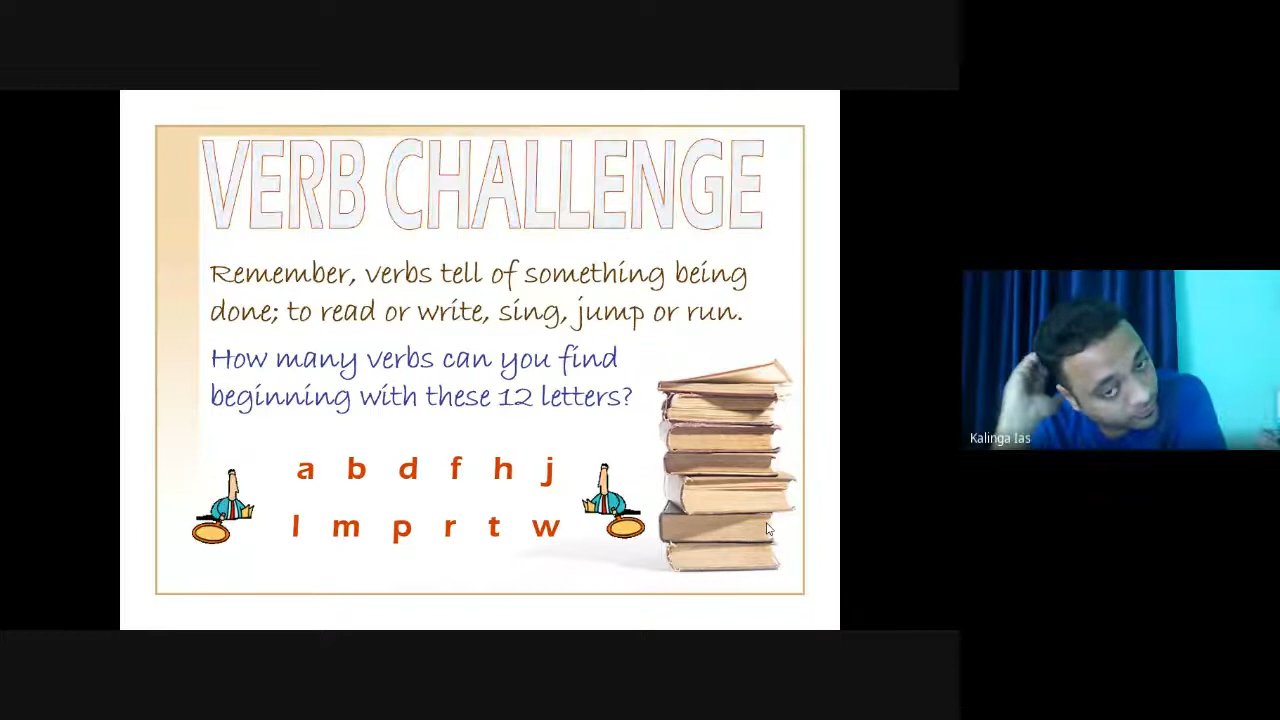 VERB CHALLENGE
Remember, verbs tell of something being
done; to read or write, sing, jump or run.
How many verbs can you find
beginning with these 12 letters?
a b d f h j
l m p r t w
Kalinga Ias